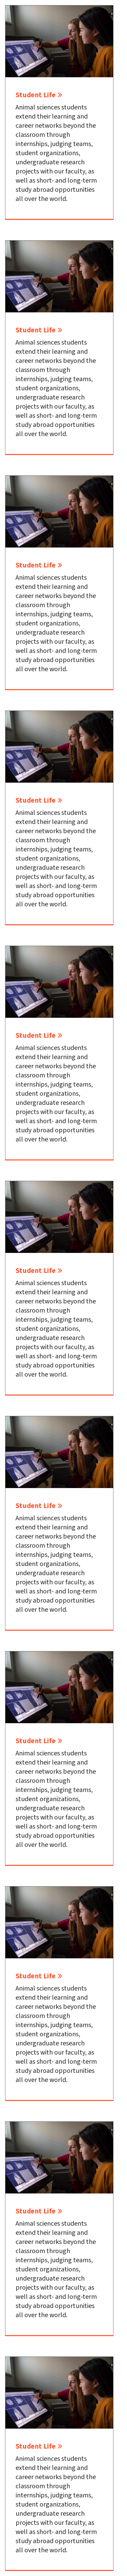 Student Life »
Animal sciences students
extend their learning and
career networks beyond the
classroom through
internships, judging teams,
student organizations,
undergraduate research
projects with our faculty, as
well as short- and long-term
study abroad opportunities
all over the world.
Student Life »
Animal sciences students
extend their learning and
career networks beyond the
classroom through
internships, judging teams,
student organizations,
undergraduate research
projects with our faculty, as
well as short- and long-term
study abroad opportunities
all over the world.
Student Life »
Animal sciences students
extend their learning and
career networks beyond the
classroom through
internships, judging teams,
student organizations,
undergraduate research
projects with our faculty, as
well as short- and long-term
study abroad opportunities
all over the world.
Student Life »
Animal sciences students
extend their learning and
career networks beyond the
classroom through
internships, judging teams,
student organizations,
undergraduate research
projects with our faculty, as
well as short- and long-term
study abroad opportunities
all over the world.
Student Life »
Animal sciences students
extend their learning and
career networks beyond the
classroom through
internships, judging teams,
student organizations,
undergraduate research
projects with our faculty, as
well as short- and long-term
study abroad opportunities
all over the world.
Student Life »
Animal sciences students
extend their learning and
career networks beyond the
classroom through
internships, judging teams,
student organizations,
undergraduate research
projects with our faculty, as
well as short- and long-term
study abroad opportunities
all over the world.
Student Life »
Animal sciences students
extend their learning and
career networks beyond the
classroom through
internships, judging teams,
student organizations,
undergraduate research
projects with our faculty, as
well as short- and long-term
study abroad opportunities
all over the world.
Student Life »
Animal sciences students
extend their learning and
career networks beyond the
classroom through
internships, judging teams,
student organizations,
undergraduate research
projects with our faculty, as
well as short- and long-term
study abroad opportunities
all over the world.
Student Life »
Animal sciences students
extend their learning and
career networks beyond the
classroom through
internships, judging teams,
student organizations,
undergraduate research
projects with our faculty, as
well as short- and long-term
study abroad opportunities
all over the world.
Student Life »
Animal sciences students
extend their learning and
career networks beyond the
classroom through
internships, judging teams,
student organizations,
undergraduate research
projects with our faculty, as
well as short- and long-term
study abroad opportunities
all over the world.
Student Life »
Animal sciences students
extend their learning and
career networks beyond the
classroom through
internships, judging teams,
student organizations,
undergraduate research
projects with our faculty, as
well as short- and long-term
study abroad opportunities
all over the world.